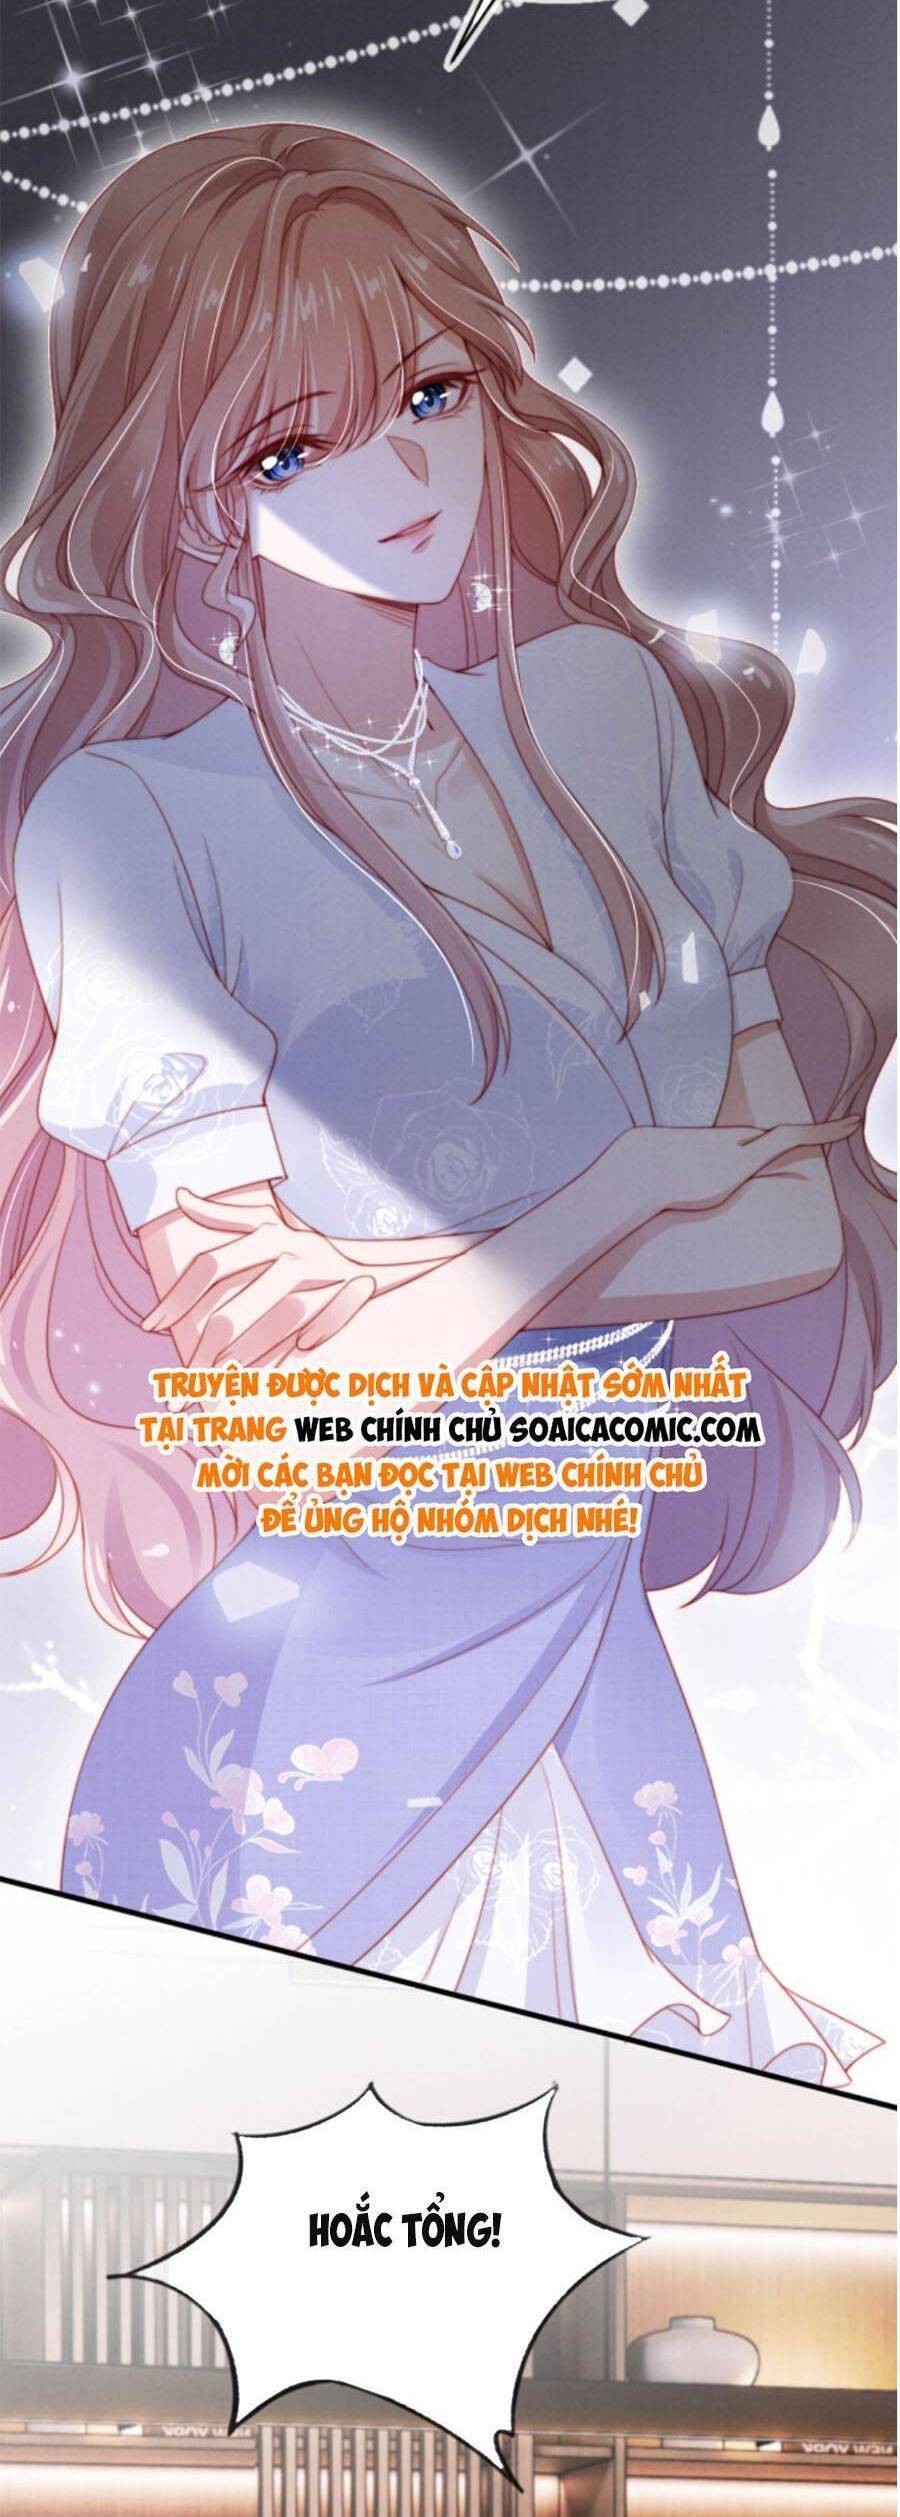 TRUYỆN ĐƯỢC DỊCH VÀ CẬP NHẬT SỚM NHẤT
TẠI TRANG WEB CHÍNH CHỦ SOAICACOMIC.COM
MỜI CÁC BẠN ĐỌC TẠI WEB CHÍNH CHỦ
ĐỂ ỦNG HỘ NHÓM DỊCH NHÉ!
HOẮC TỔNG!